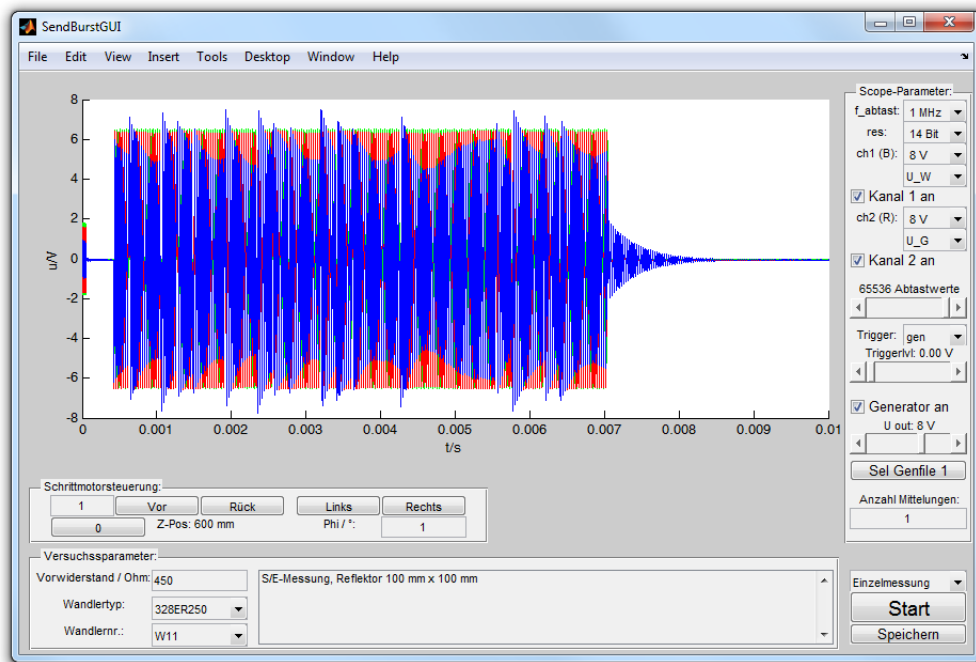 SendBurstGUI
File Edit View Insert Tools Desktop Window Help
8
6
4
2
0
-2
-4
-6
-8
u/V
0 0.001 0.002 0.003 0.004 0.005 0.006 0.007 0.008 0.009 0.01
t/s
Scope-Parameter:
f_abtast: 1 MHz
res: 14 Bit
ch1 (B): 8 V
U_W
Kanal 1 an
ch2 (R): 8 V
U_G
Kanal 2 an
65536 Abtastwerte
Trigger: gen
Triggerlvl: 0.00 V
Generator an
U out: 8 V
Sel Genfile 1
Anzahl Mittelungen:
1
Schrittmotorsteuerung:
1 Vor Rück Links Rechts
0 Z-Pos: 600 mm Phi / °: 1
Versuchssparameter:
Vorwiderstand / Ohm: 450
Wandlertyp: 328ER250
Wandlernr.: W11
S/E-Messung, Reflektor 100 mm x 100 mm
Einzelmessung
Start
Speichern